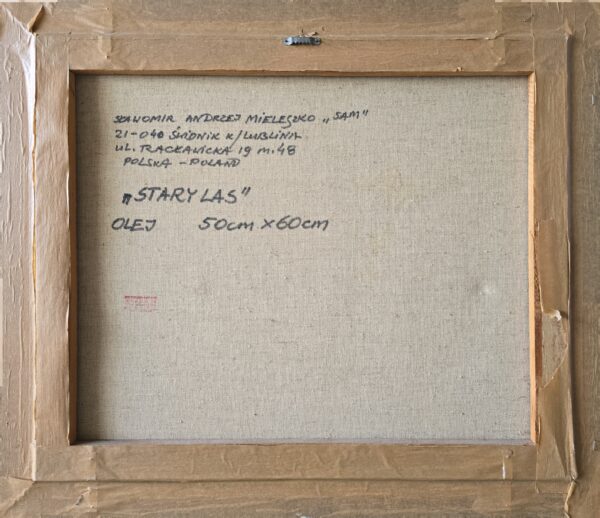 SŁAWOMIR ANDRZEJ MIELESZKO „SAM"
21-040 ŚWIDNIK K/LUBLINA
UL. RACŁAWICKA 19 M.48
POLSKA - POLAND
„STARY LAS"
OLEJ 50cm x 60cm